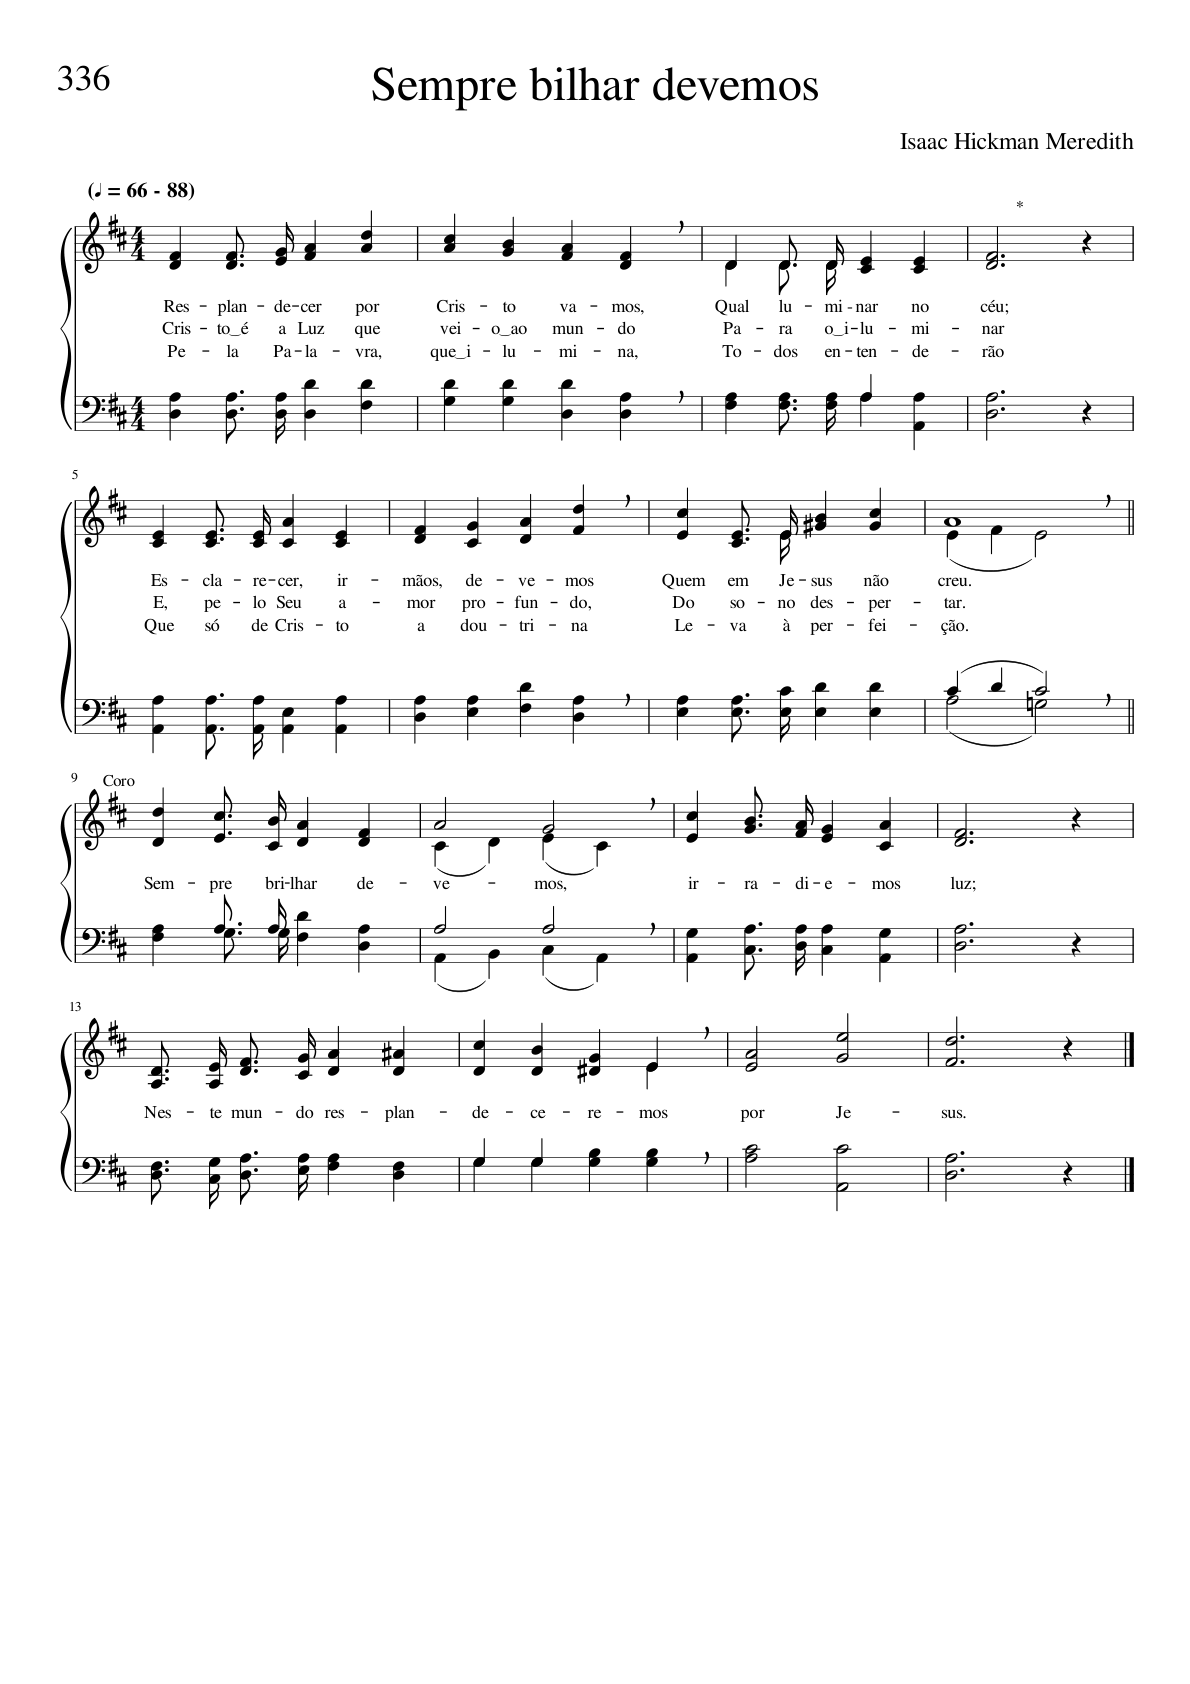 336
Sempre bilhar devemos
Isaac Hickman Meredith
(♩ = 66 - 88)
*
Res - plan - de - cer por Cris - to va - mos, Qual lu - mi - nar no céu;
Cris - to‿é a Luz que vei - o‿ao mun - do Pa - ra o‿i - lu - mi - nar
Pe - la Pa - la - vra, que‿i - lu - mi - na, To - dos en - ten - de - rão
5
Es - cla - re - cer, ir - mãos, de - ve - mos Quem em Je - sus não creu.
E, pe - lo Seu a - mor pro - fun - do, Do so - no des - per - tar.
Que só de Cris - to a dou - tri - na Le - va à per - fei - ção.
9
Coro
Sem - pre bri - lhar de - ve - mos, ir - ra - di - e - mos luz;
13
Nes - te mun - do res - plan - de - ce - re - mos por Je - sus.